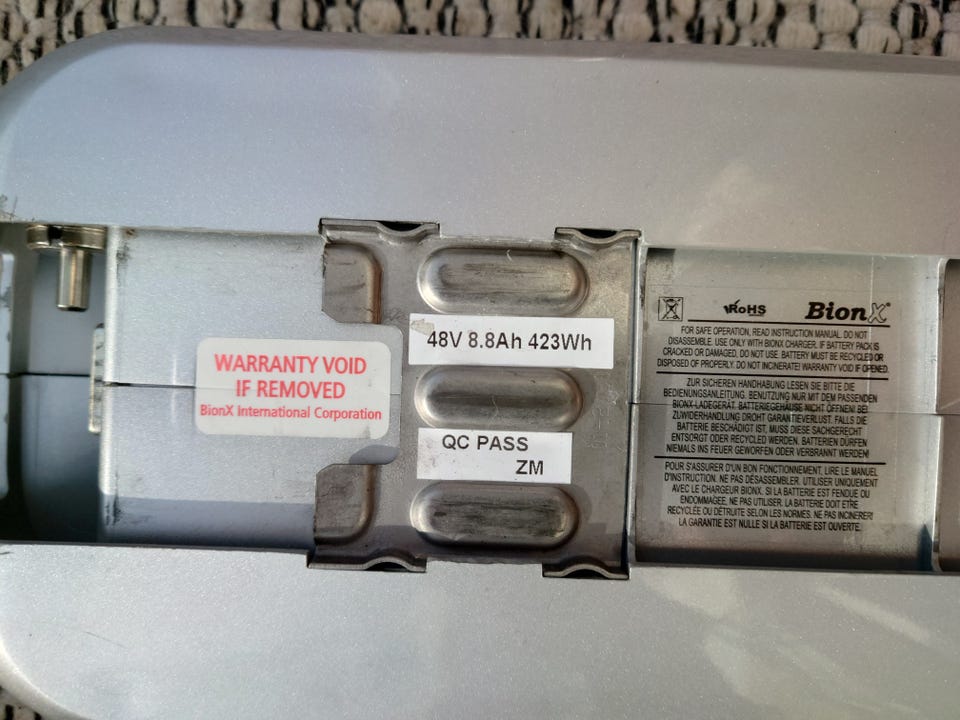 WARRANTY VOID
IF REMOVED
BionX International Corporation
48V 8.8Ah 423Wh
QC PASS
ZM
RoHS
BionX®
FOR SAFE OPERATION, READ INSTRUCTION MANUAL. DO NOT
DISASSEMBLE. USE ONLY WITH BIONX CHARGER. IF BATTERY PACK IS
CRACKED OR DAMAGED, DO NOT USE. BATTERY MUST BE RECYCLED OR
DISPOSED OF PROPERLY. DO NOT INCINERATE! WARRANTY VOID IF OPENED.
ZUR SICHEREN HANDHABUNG LESEN SIE BITTE DIE
BEDIENUNGSANLEITUNG. BENUTZUNG NUR MIT DEM PASSENDEN
BIONX-LADEGERÄT. BATTERIEGEHÄUSE NICHT ÖFFNEN! BEI
ZUWIDERHANDLUNG DROHT GARANTIEVERLUST. FALLS DIE
BATTERIE BESCHÄDIGT IST, MUSS DIESE SACHGERECHT
ENTSORGT ODER RECYCLED WERDEN. BATTERIEN DÜRFEN
NIEMALS INS FEUER GEWORFEN ODER VERBRANNT WERDEN!
POUR S'ASSURER D'UN BON FONCTIONNEMENT, LIRE LE MANUEL
D'INSTRUCTION. NE PAS DÉSASSEMBLER. UTILISER UNIQUEMENT
AVEC LE CHARGEUR BIONX. SI LA BATTERIE EST FENDUE OU
ENDOMMAGÉE, NE PAS UTILISER. LA BATTERIE DOIT ÊTRE
RECYCLÉE OU DÉTRUITE SELON LES NORMES. NE PAS INCINÉRER!
LA GARANTIE EST NULLE SI LA BATTERIE EST OUVERTE.